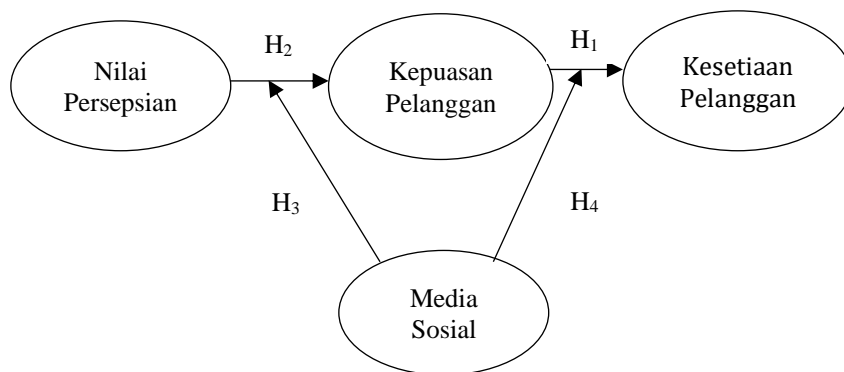 H₂
H₁
Nilai
Persepsian
Kepuasan
Pelanggan
Kesetiaan
Pelanggan
H₃
H₄
Media
Sosial